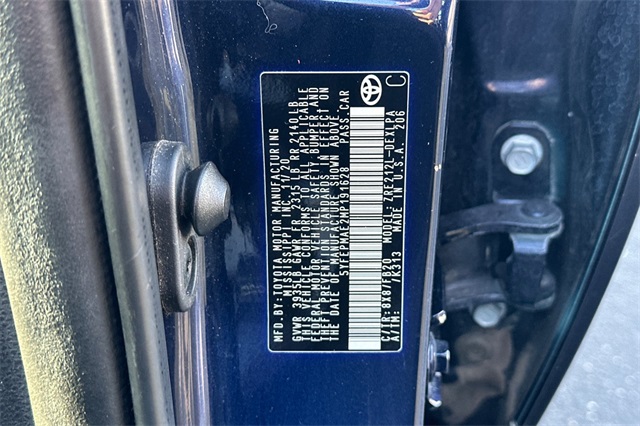 MFD.BY:TOYOTA MOTOR MANUFACTURING
MISSISSIPPI INC. 11/20
GVWR 3935LB GAWR FR 2315 LB RR 2140LB
THIS VEHICLE CONFORMS TO ALL APPLICABLE
FEDERAL MOTOR VEHICLE SAFETY, BUMPER AND
THEFT PREVENTION STANDARDS IN EFFECT ON
THE DATE OF MANUFACTURE SHOWN ABOVE.
5YFEPMAE2MP191628 PASS.CAR
C
C/TR:8X8/FB20 MODEL:ZRE212L-DEXLPA
A/TM: /K313 MADE IN U.S.A. 206